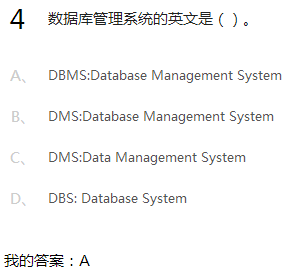 4 数据库管理系统的英文是（ ）。
A、 DBMS:Database Management System
B、 DMS:Database Management System
C、 DMS:Data Management System
D、 DBS: Database System
我的答案：A